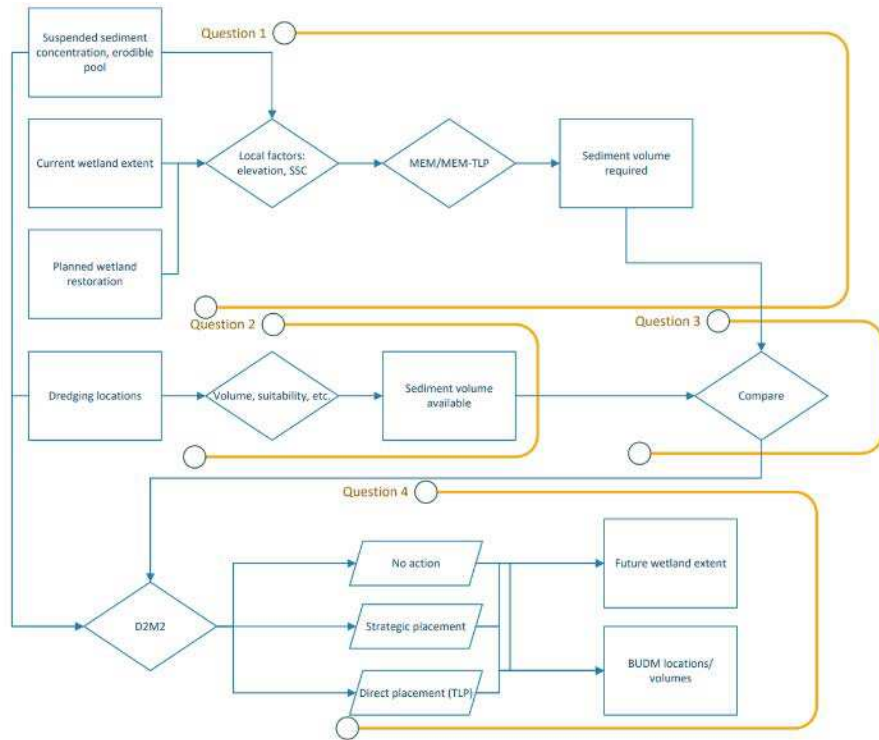 Suspended sediment
concentration, erodible
pool
Question 1
Current wetland extent
Local factors:
elevation, SSC
MEM/MEM-TLP
Sediment volume
required
Planned wetland
restoration
Question 2
Question 3
Dredging locations
Volume, suitability, etc.
Sediment volume
available
Compare
Question 4
No action
Future wetland extent
D2M2
Strategic placement
BUDM locations/
volumes
Direct placement (TLP)